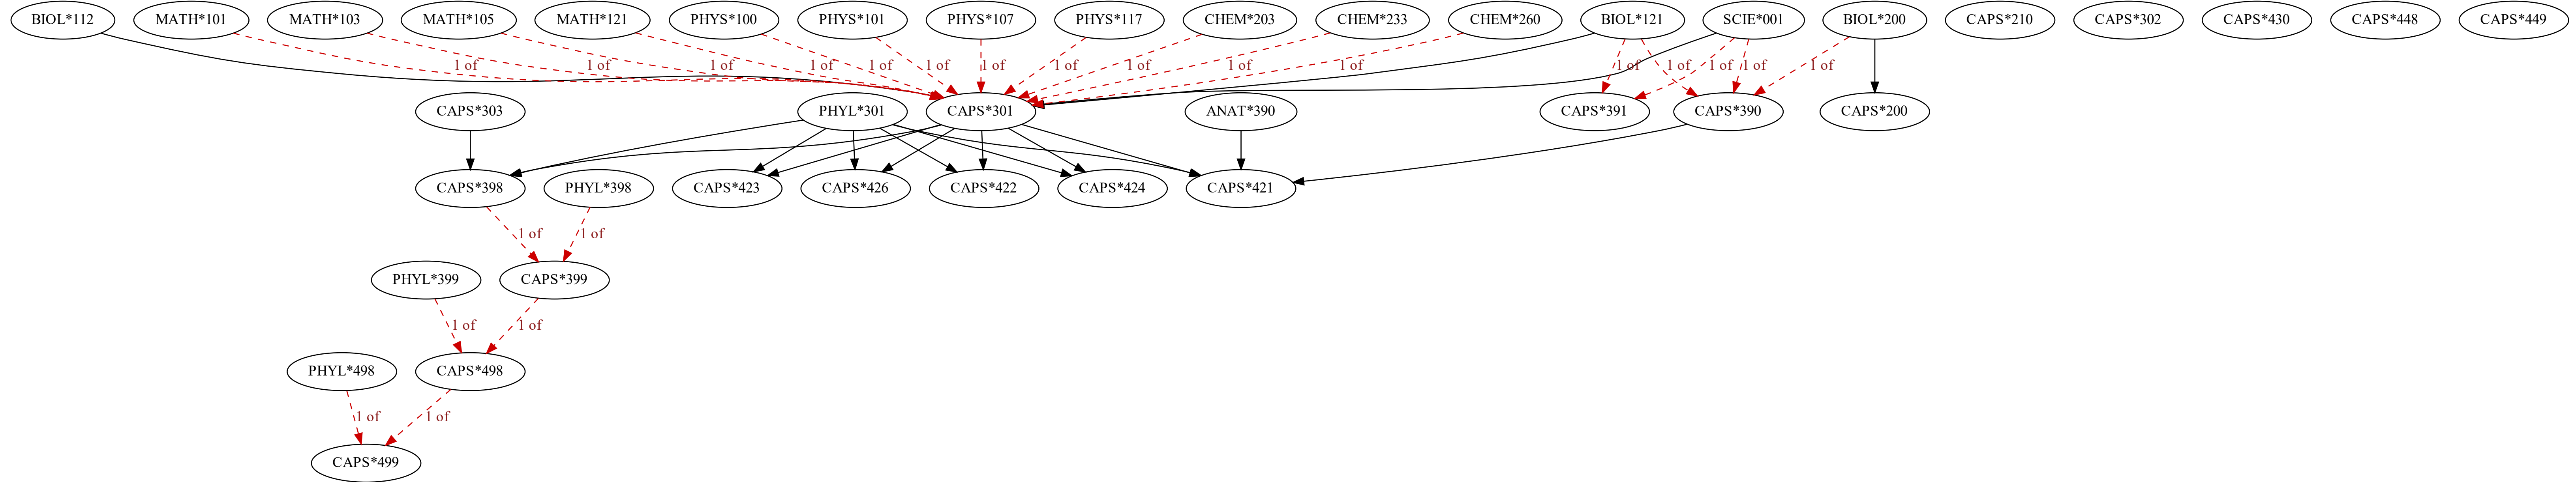 BIOL*112 MATH*101 MATH*103 MATH*105 MATH*121 PHYS*100 PHYS*101 PHYS*107 PHYS*117 CHEM*203 CHEM*233 CHEM*260 BIOL*121 SCIE*001 BIOL*200 CAPS*210 CAPS*302 CAPS*430 CAPS*448 CAPS*449
1 of 1 of 1 of 1 of 1 of 1 of 1 of 1 of 1 of 1 of 1 of 1 of 1 of 1 of 1 of 1 of
CAPS*303 PHYL*301 CAPS*301 ANAT*390 CAPS*391 CAPS*390 CAPS*200
CAPS*398 PHYL*398 CAPS*423 CAPS*426 CAPS*422 CAPS*424 CAPS*421
1 of 1 of
PHYL*399 CAPS*399
1 of 1 of
PHYL*498 CAPS*498
1 of 1 of
CAPS*499